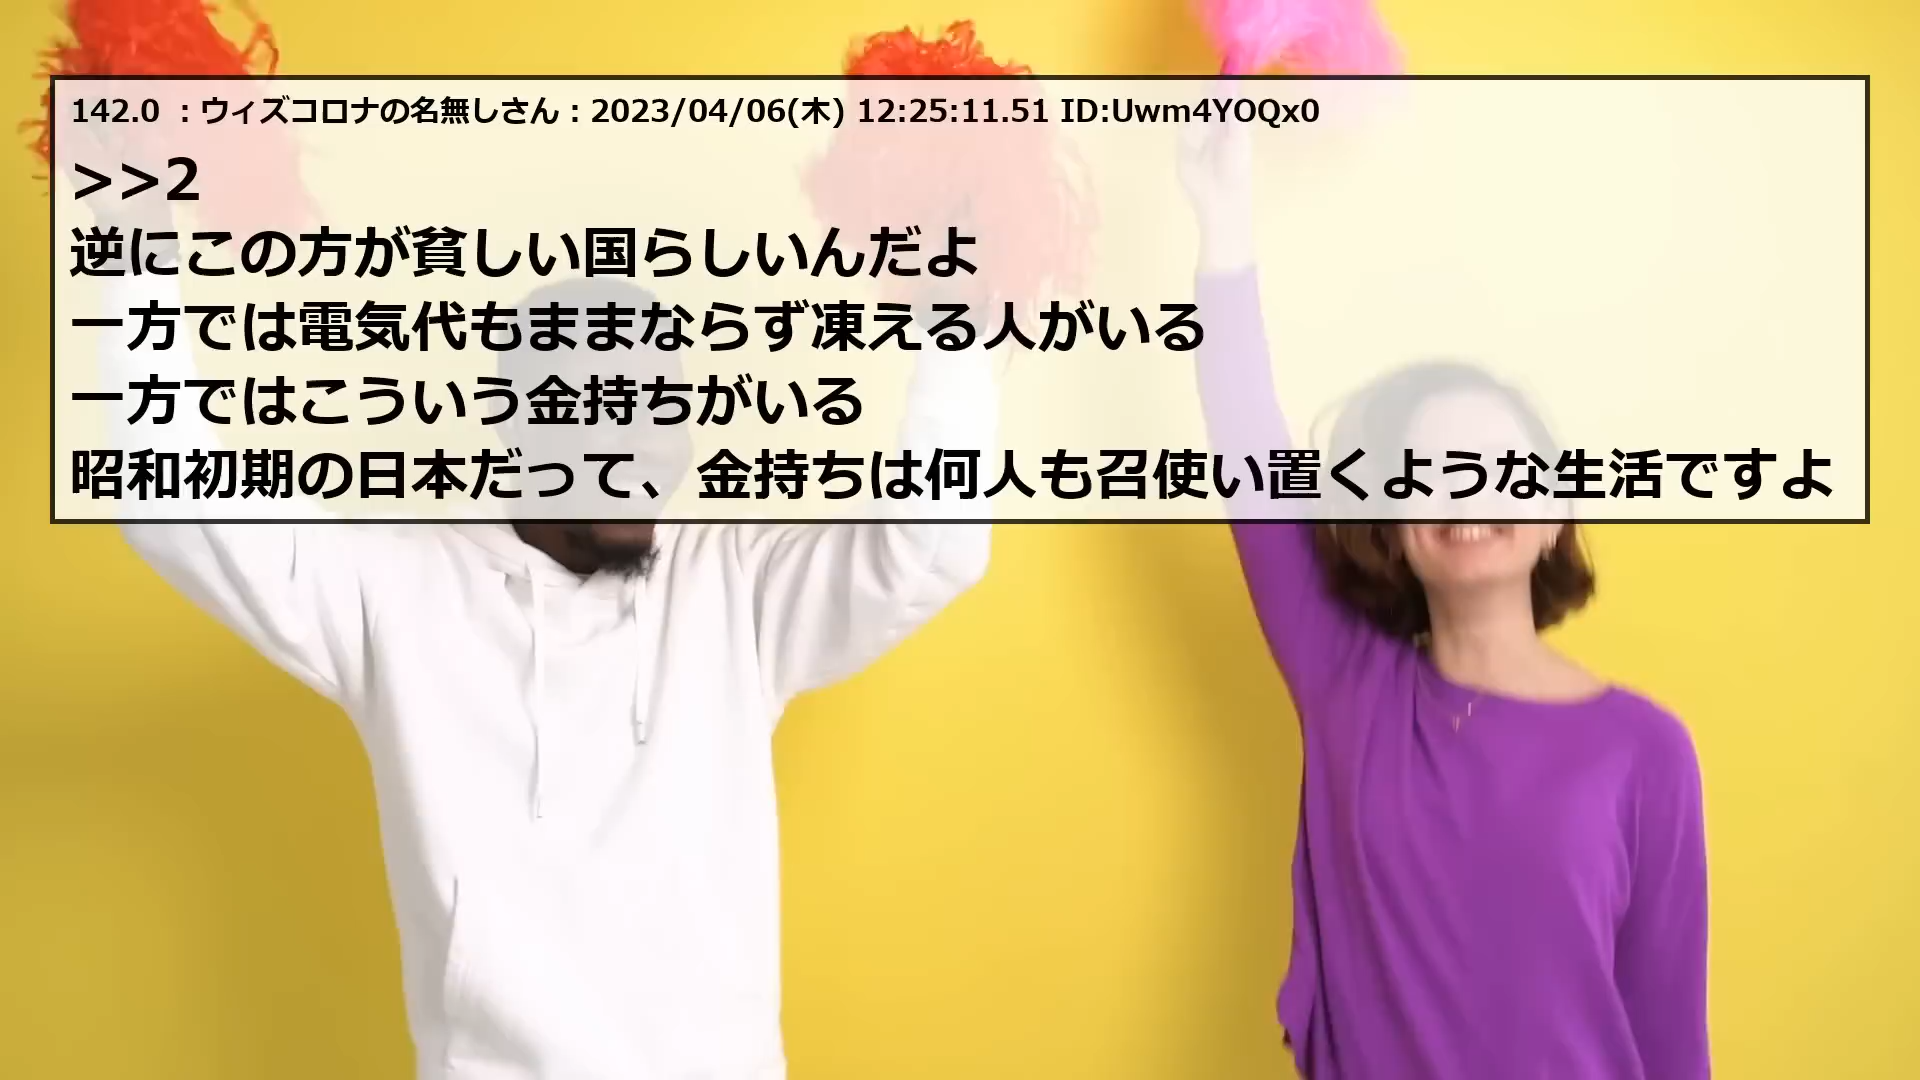 142.0 ：ウィズコロナの名無しさん：2023/04/06(木) 12:25:11.51 ID:Uwm4YOQx0
>>2
逆にこの方が貧しい国らしいんだよ
一方では電気代もままならず凍える人がいる
一方ではこういう金持ちがいる
昭和初期の日本だって、金持ちは何人も召使い置くような生活ですよ